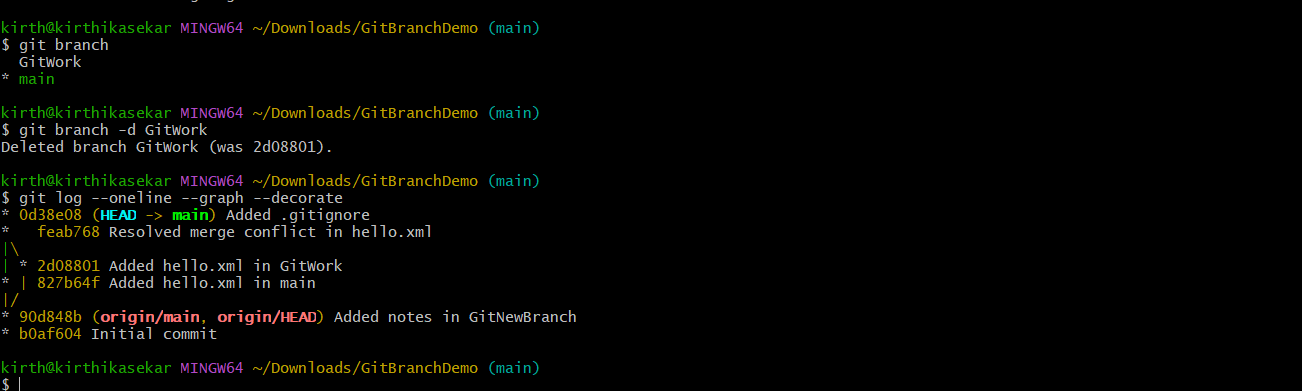 kirth@kirthikasekar MINGW64 ~/Downloads/GitBranchDemo (main)
$ git branch
  GitWork
* main

kirth@kirthikasekar MINGW64 ~/Downloads/GitBranchDemo (main)
$ git branch -d GitWork
Deleted branch GitWork (was 2d08801).

kirth@kirthikasekar MINGW64 ~/Downloads/GitBranchDemo (main)
$ git log --oneline --graph --decorate
* 0d38e08 (HEAD -> main) Added .gitignore
*   feab768 Resolved merge conflict in hello.xml
|\
| * 2d08801 Added hello.xml in GitWork
* | 827b64f Added hello.xml in main
|/
* 90d848b (origin/main, origin/HEAD) Added notes in GitNewBranch
* b0af604 Initial commit

kirth@kirthikasekar MINGW64 ~/Downloads/GitBranchDemo (main)
$